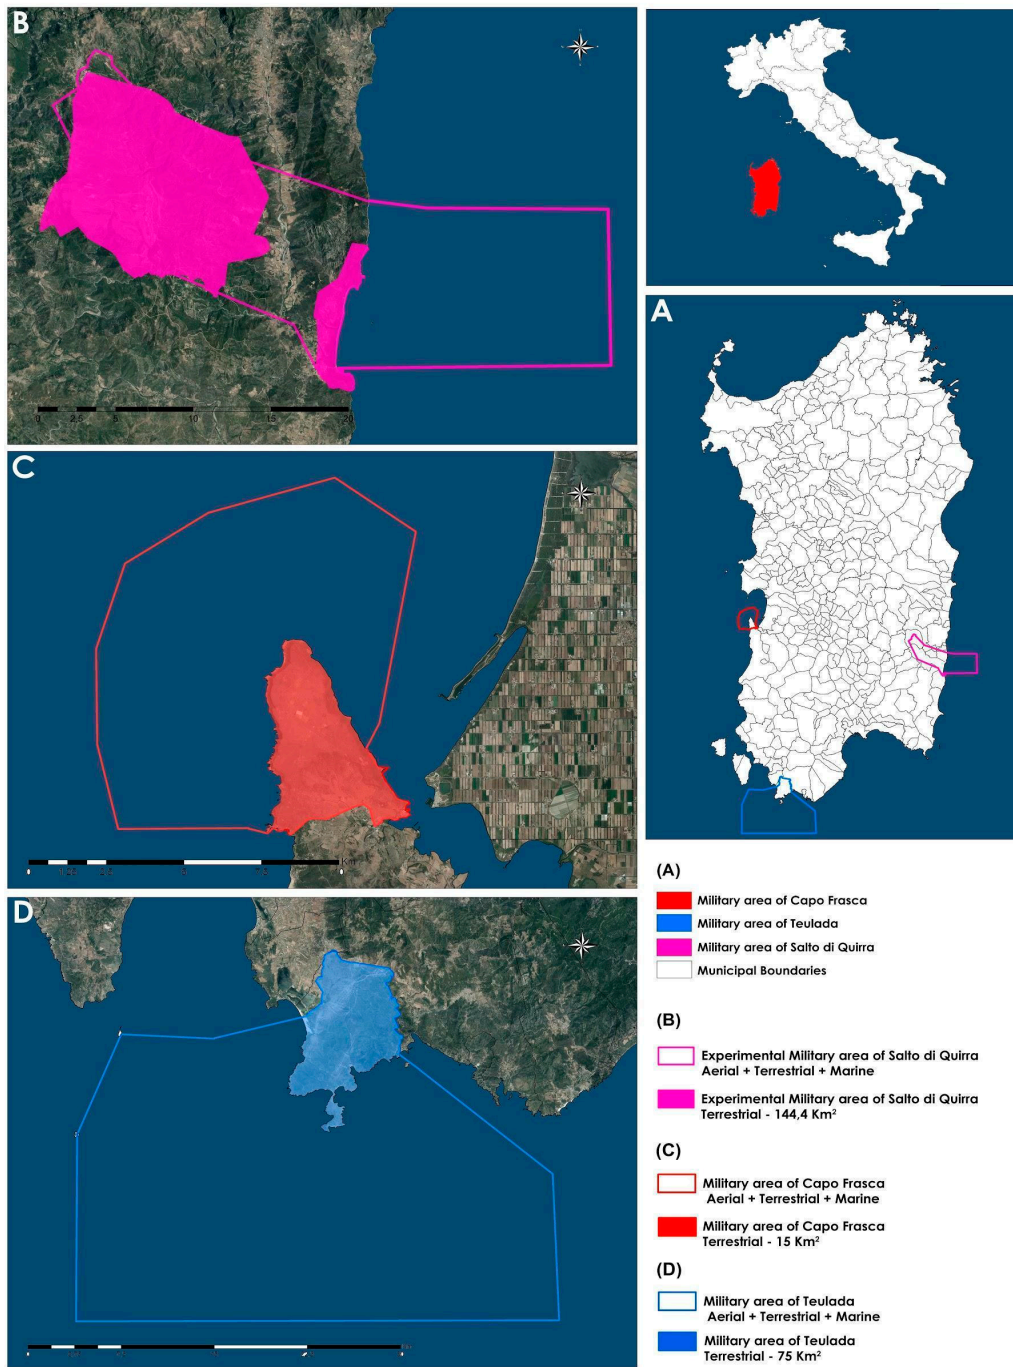 B
0 2,5 5 10 15 20
A
C
Km
0
D
(A)
Military area of Capo Frasca
Military area of Teulada
Military area of Salto di Quirra
Municipal Boundaries
(B)
Experimental Military area of Salto di Quirra
Aerial + Terrestrial + Marine
Experimental Military area of Salto di Quirra
Terrestrial - 144,4 Km²
(C)
Military area of Capo Frasca
Aerial + Terrestrial + Marine
Military area of Capo Frasca
Terrestrial - 15 Km²
(D)
Military area of Teulada
Aerial + Terrestrial + Marine
Military area of Teulada
Terrestrial - 75 Km²